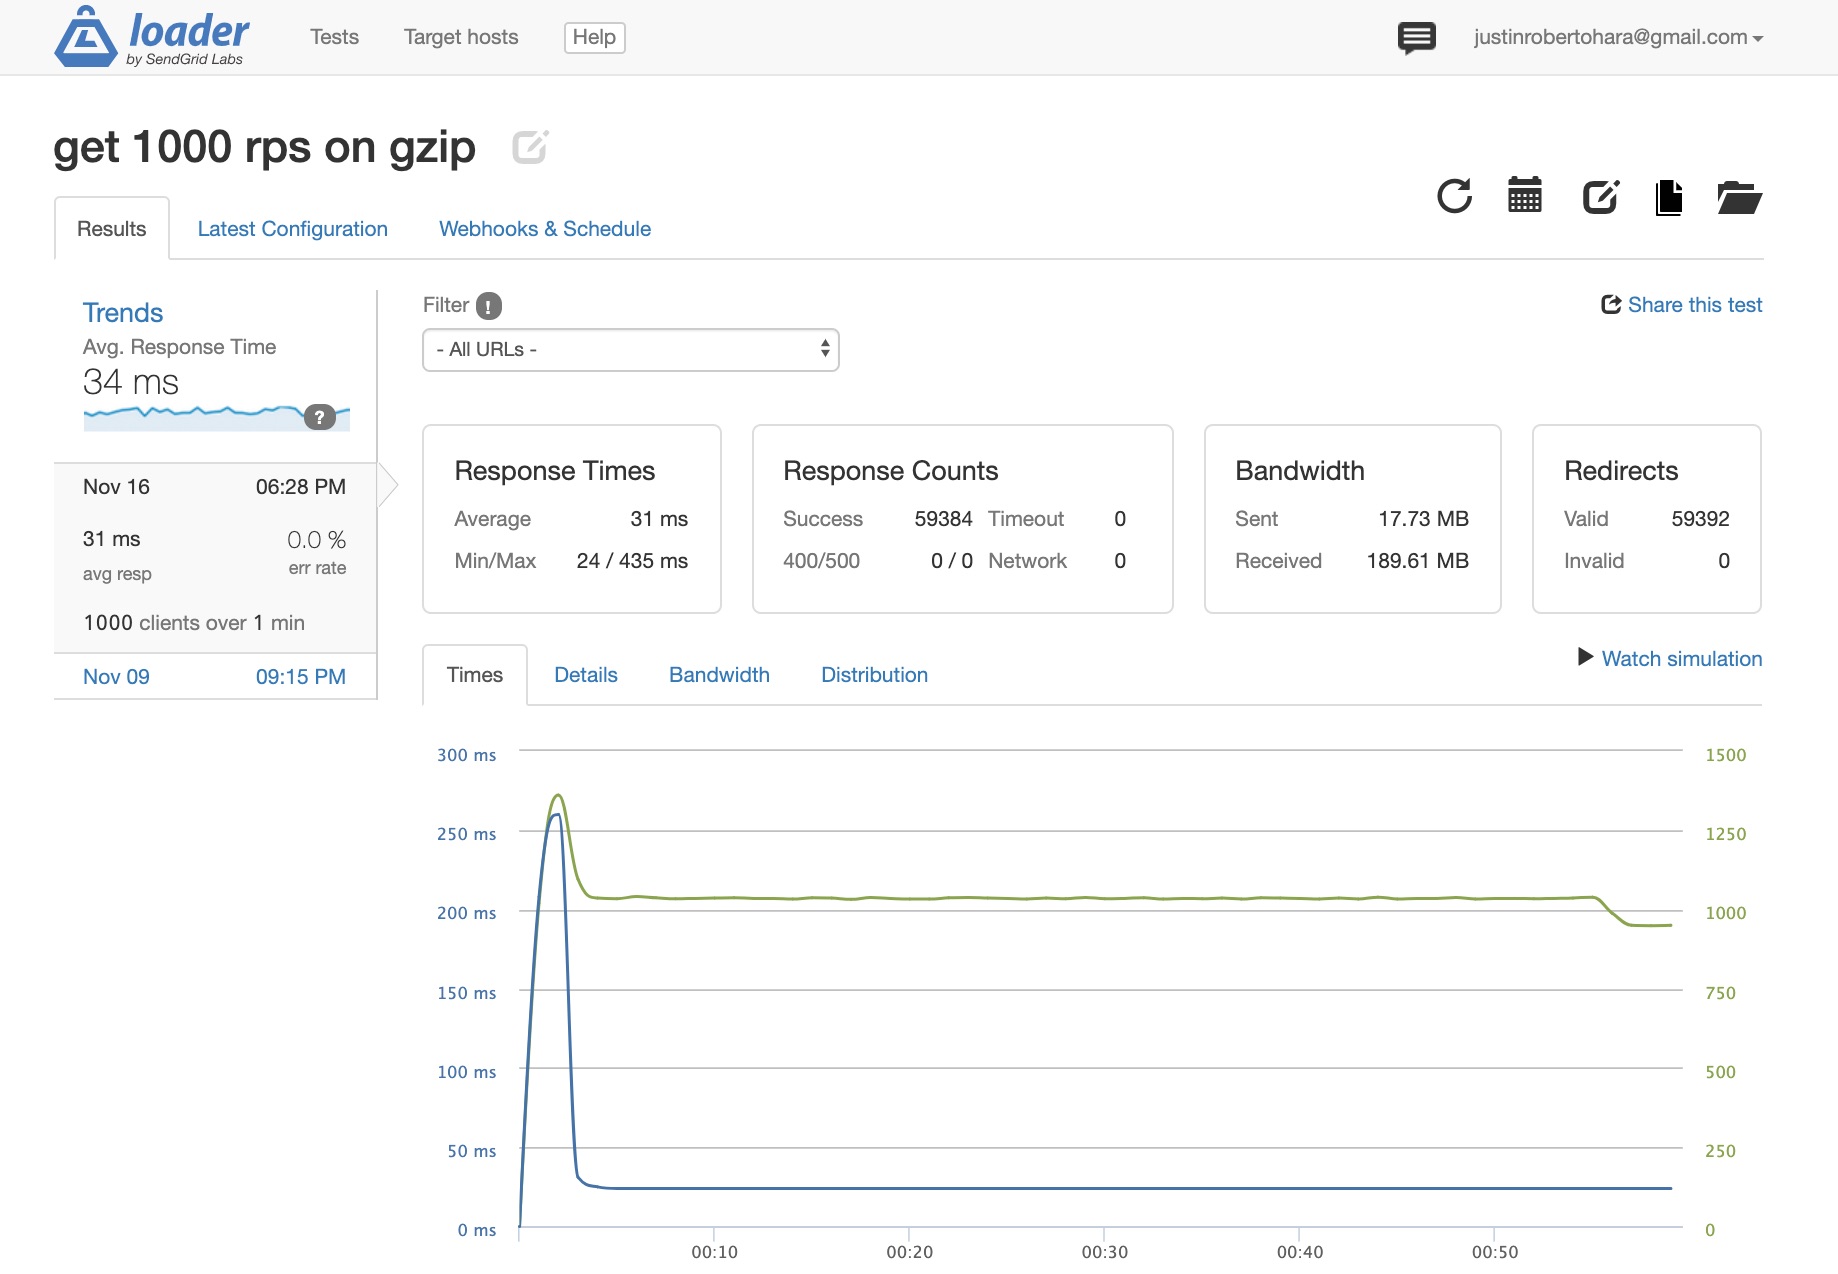 loader
by SendGrid Labs
Tests Target hosts Help justinrobertohara@gmail.com
get 1000 rps on gzip
Results Latest Configuration Webhooks & Schedule
Trends
Avg. Response Time
34 ms
?
Nov 16 06:28 PM
31 ms 0.0 %
avg resp err rate
1000 clients over 1 min
Nov 09 09:15 PM
Filter !
Share this test
- All URLs -
Response Times
Average 31 ms
Min/Max 24 / 435 ms
Response Counts
Success 59384 Timeout 0
400/500 0 / 0 Network 0
Bandwidth
Sent 17.73 MB
Received 189.61 MB
Redirects
Valid 59392
Invalid 0
Times Details Bandwidth Distribution
Watch simulation
300 ms 1500
250 ms 1250
200 ms 1000
150 ms 750
100 ms 500
50 ms 250
0 ms 0
00:10 00:20 00:30 00:40 00:50